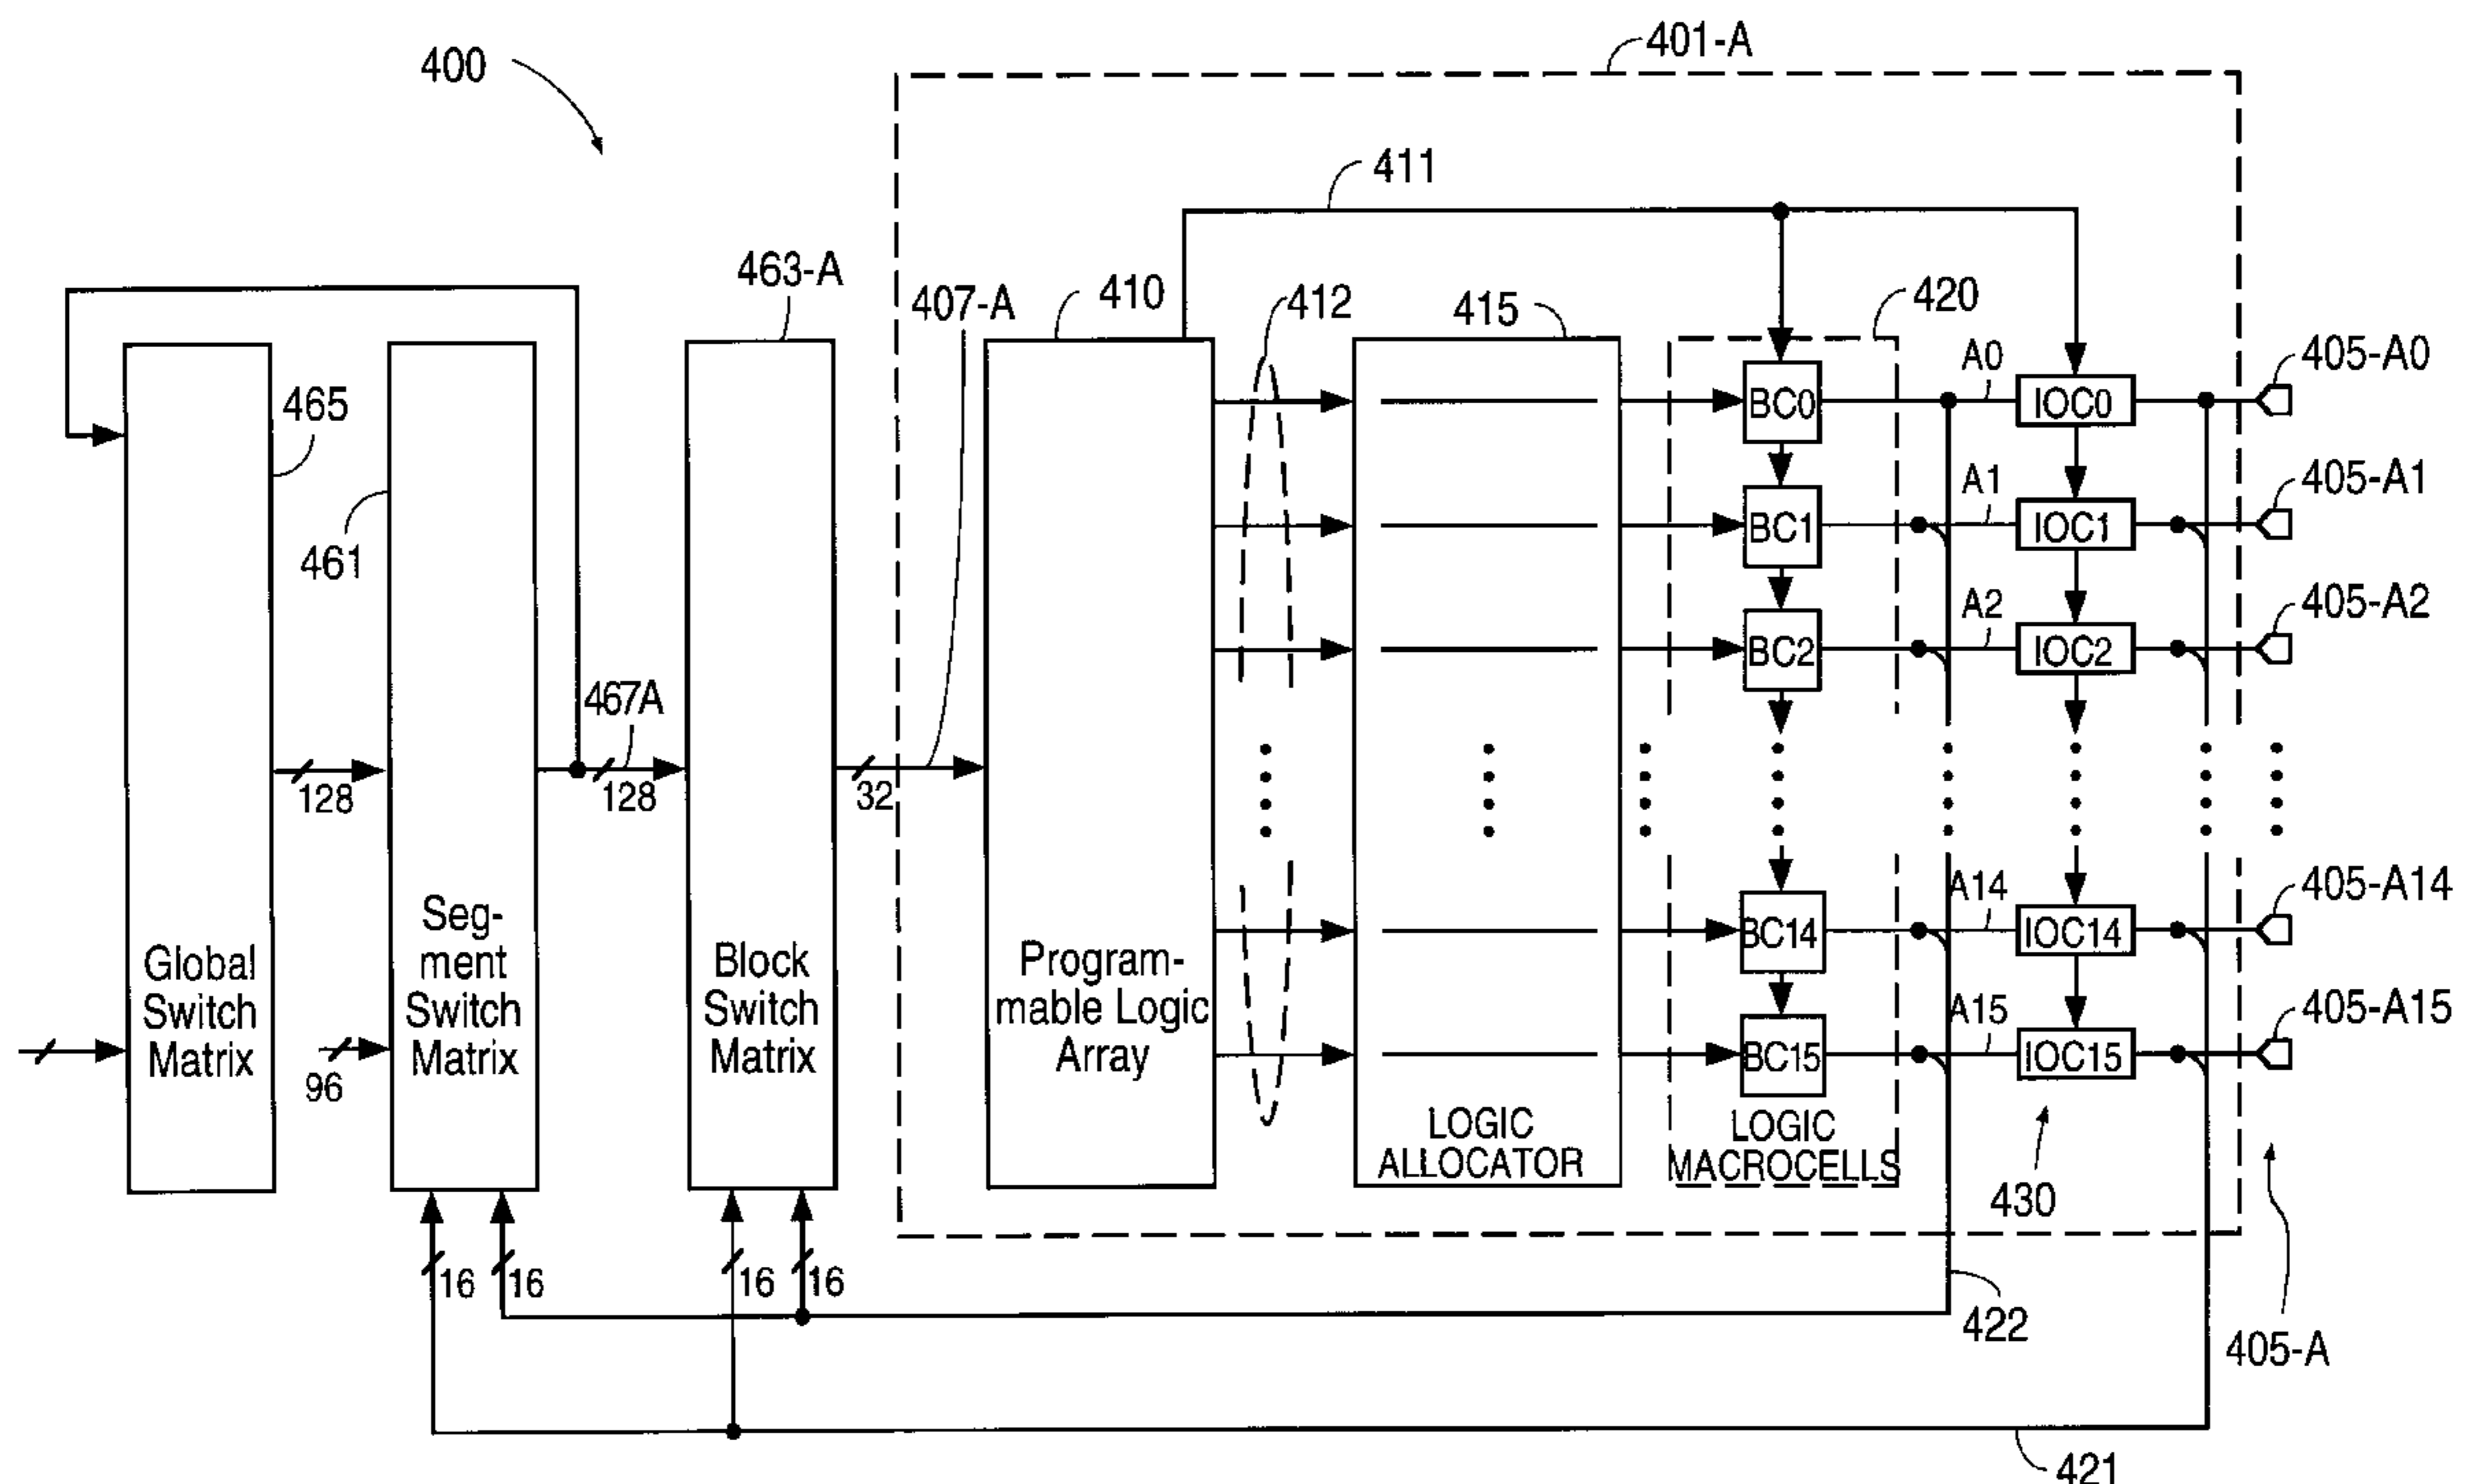 401-A
400
411
463-A
407-A
410
412
415
420
465
461
A0
405-A0
BC0
IOC0
A1
405-A1
BC1
IOC1
A2
405-A2
BC2
IOC2
467A
128
128
32
A14
405-A14
BC14
IOC14
A15
405-A15
BC15
IOC15
96
Global
Switch
Matrix
Seg-
ment
Switch
Matrix
Block
Switch
Matrix
Program-
mable Logic
Array
LOGIC
ALLOCATOR
LOGIC
MACROCELLS
430
16
16
16
16
422
405-A
421